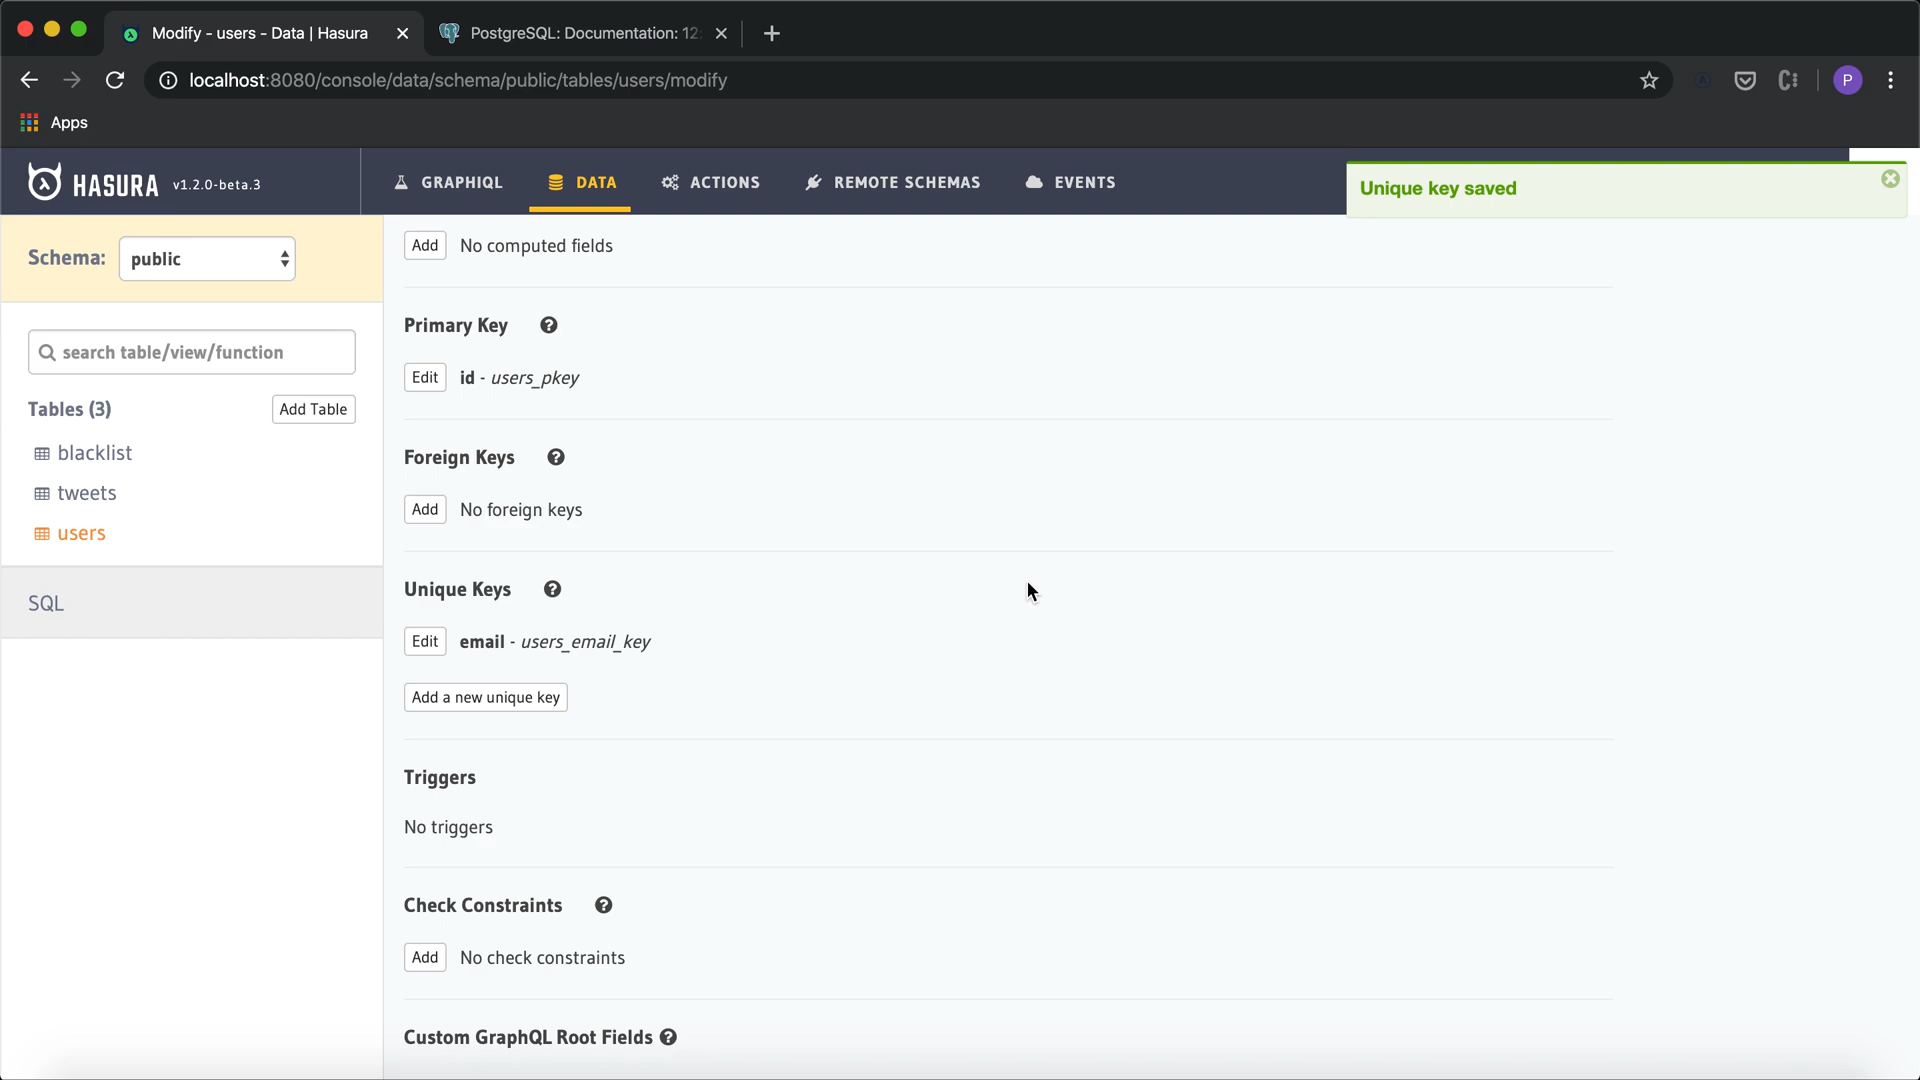 Modify - users - Data | Hasura
PostgreSQL: Documentation: 12
localhost:8080/console/data/schema/public/tables/users/modify
P
Apps
HASURA v1.2.0-beta.3
GRAPHIQL
DATA
ACTIONS
REMOTE SCHEMAS
EVENTS
Unique key saved
Schema:
public
search table/view/function
Tables (3)
Add Table
blacklist
tweets
users
SQL
Add No computed fields
Primary Key
Edit id - users_pkey
Foreign Keys
Add No foreign keys
Unique Keys
Edit email - users_email_key
Add a new unique key
Triggers
No triggers
Check Constraints
Add No check constraints
Custom GraphQL Root Fields